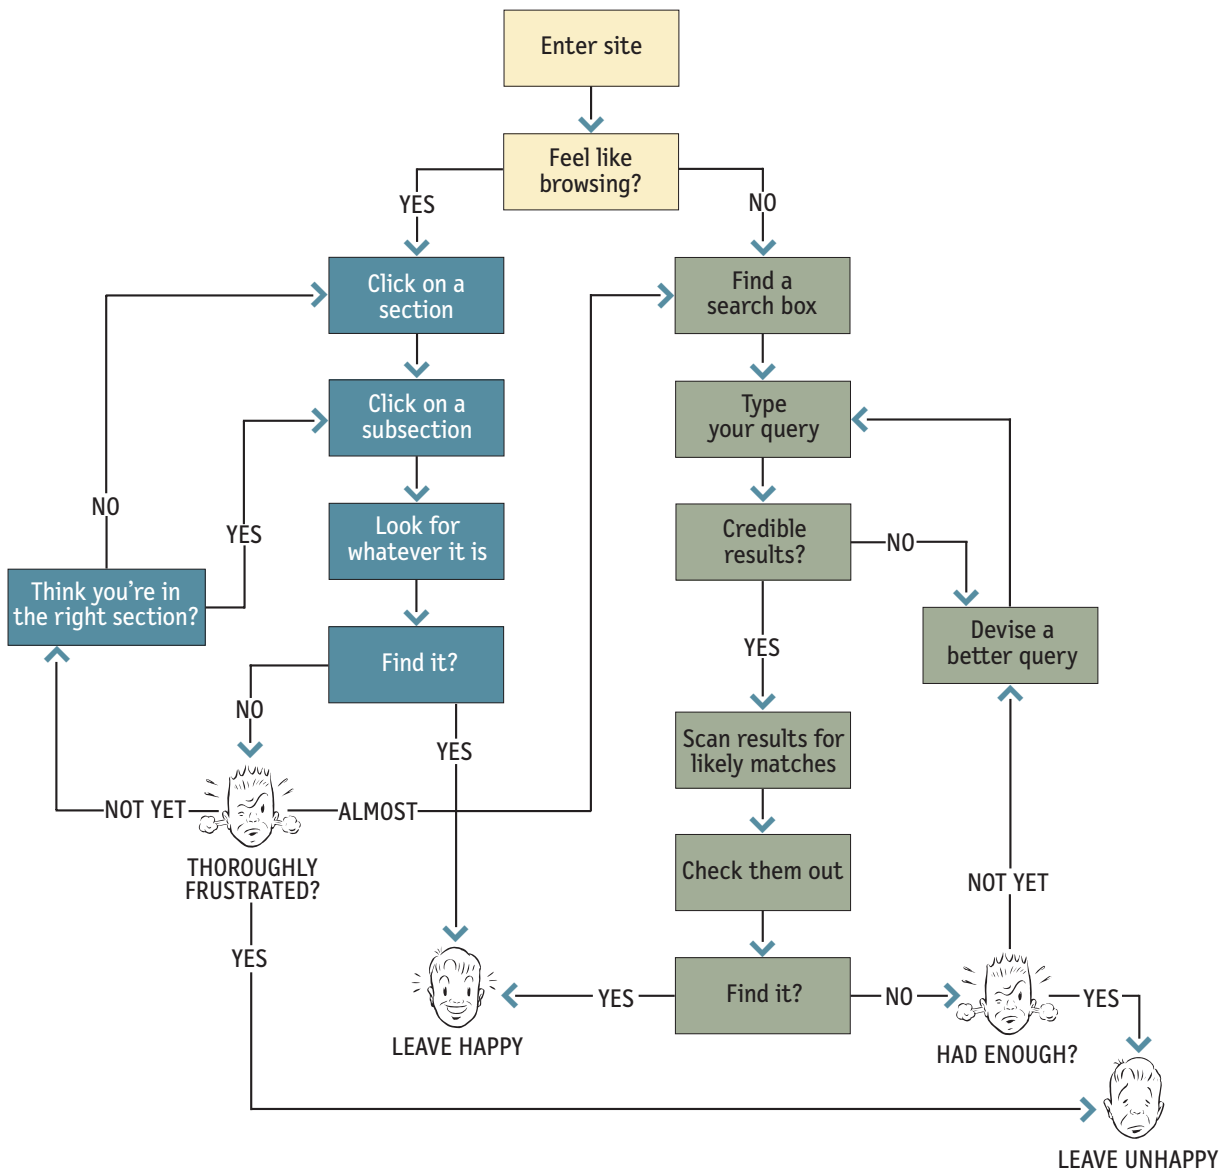 Enter site
Feel like
browsing?
YES
NO
Click on a
section
Find a
search box
Click on a
subsection
Type
your query
NO
YES
Look for
whatever it is
Credible
results?
NO
Think you're in
the right section?
Find it?
YES
Devise a
better query
NO
YES
Scan results for
likely matches
NOT YET
ALMOST
THOROUGHLY
FRUSTRATED?
Check them out
NOT YET
YES
LEAVE HAPPY
YES
Find it?
NO
YES
HAD ENOUGH?
LEAVE UNHAPPY